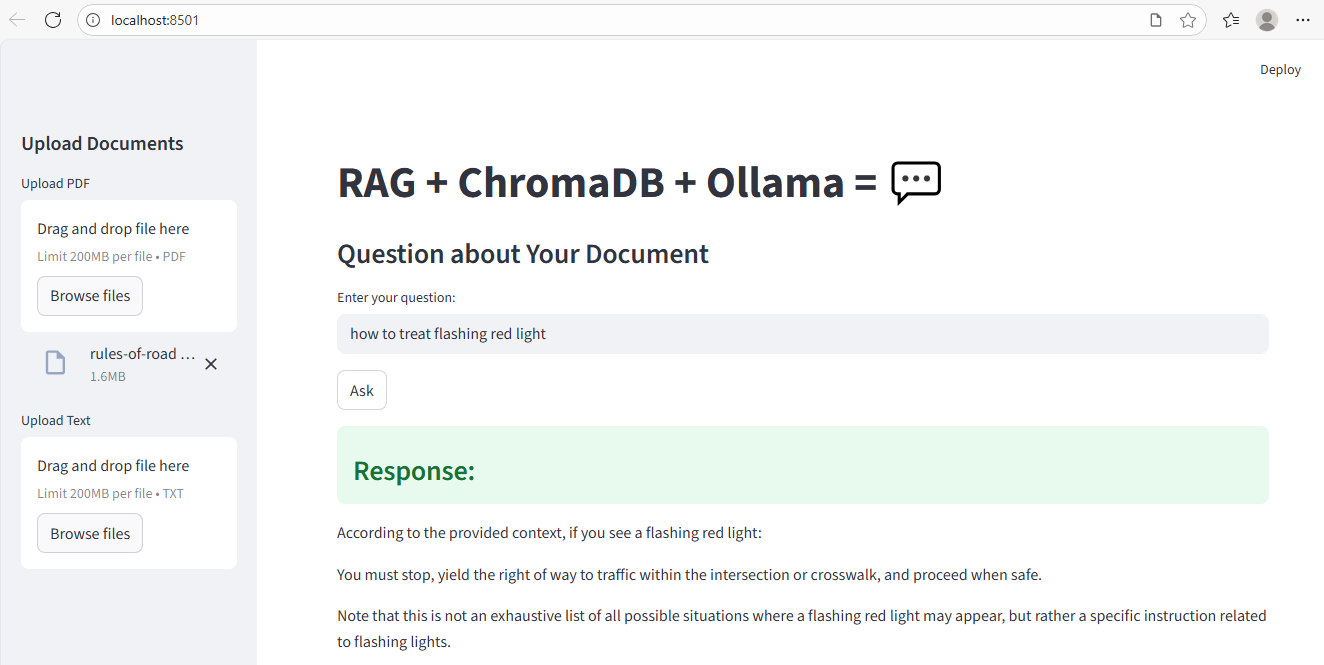 localhost:8501
Deploy
Upload Documents
Upload PDF
Drag and drop file here
Limit 200MB per file • PDF
Browse files
rules-of-road ...
1.6MB
Upload Text
Drag and drop file here
Limit 200MB per file • TXT
Browse files
RAG + ChromaDB + Ollama =
Question about Your Document
Enter your question:
how to treat flashing red light
Ask
Response:
According to the provided context, if you see a flashing red light:
You must stop, yield the right of way to traffic within the intersection or crosswalk, and proceed when safe.
Note that this is not an exhaustive list of all possible situations where a flashing red light may appear, but rather a specific instruction related
to flashing lights.